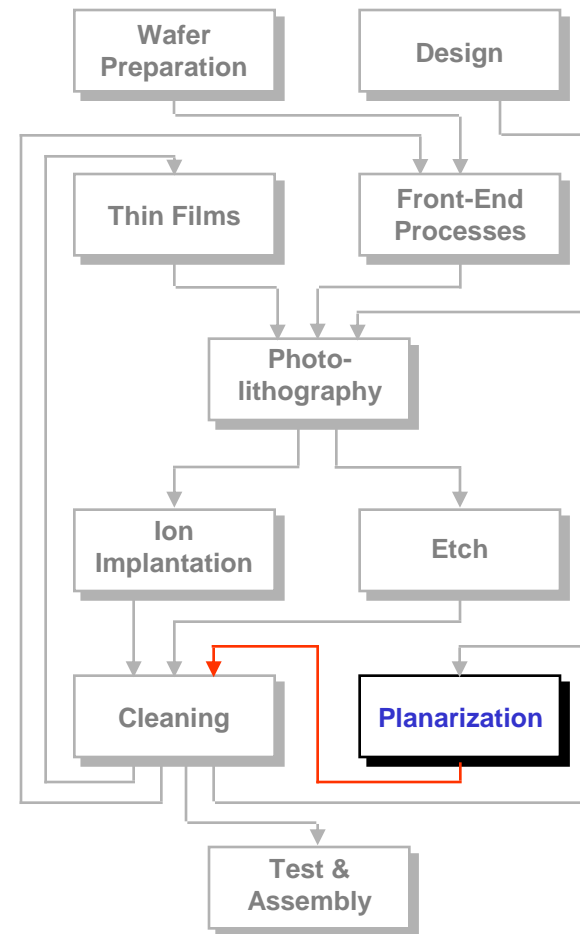 Wafer
Preparation
Design
Thin Films
Front-End
Processes
Photo-
lithography
Ion
Implantation
Etch
Cleaning
Planarization
Test &
Assembly